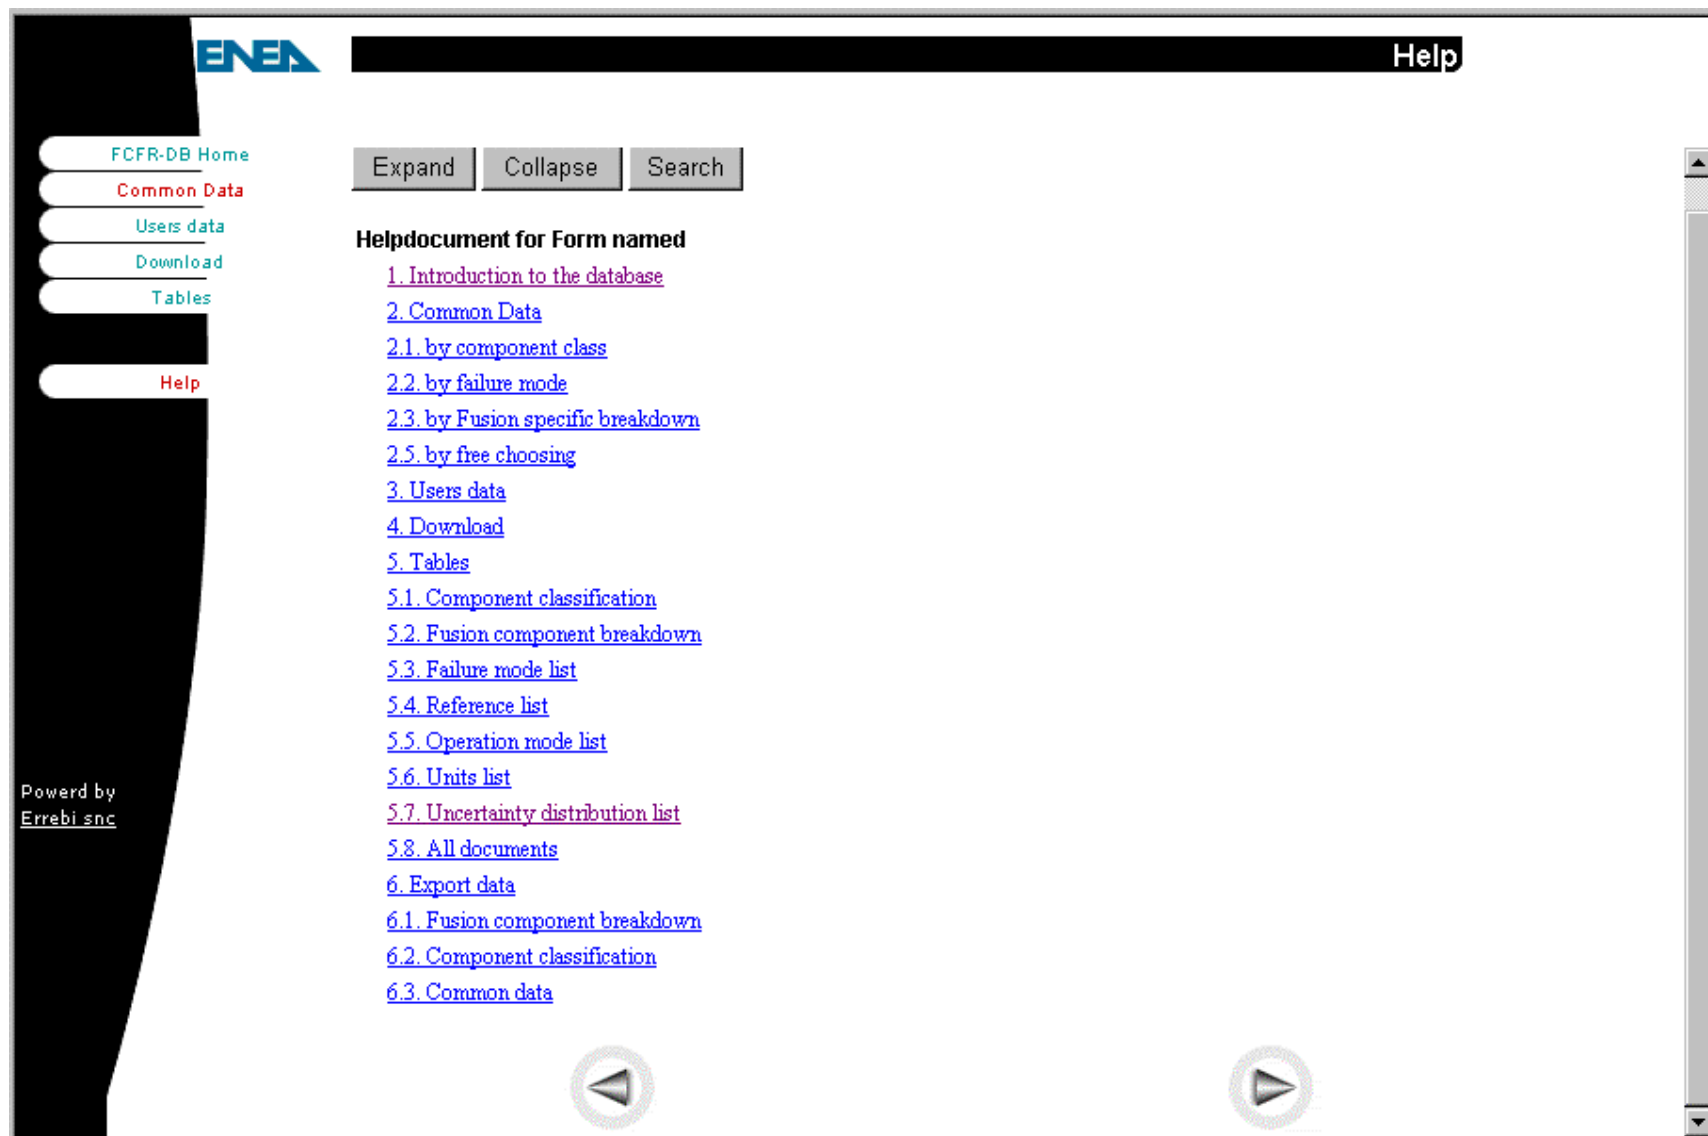 ENEA
Help
FCFR-DB Home
Common Data
Users data
Download
Tables
Help
Powerd by
Errebi snc
Expand Collapse Search
Helpdocument for Form named
1. Introduction to the database
2. Common Data
2.1. by component class
2.2. by failure mode
2.3. by Fusion specific breakdown
2.5. by free choosing
3. Users data
4. Download
5. Tables
5.1. Component classification
5.2. Fusion component breakdown
5.3. Failure mode list
5.4. Reference list
5.5. Operation mode list
5.6. Units list
5.7. Uncertainty distribution list
5.8. All documents
6. Export data
6.1. Fusion component breakdown
6.2. Component classification
6.3. Common data